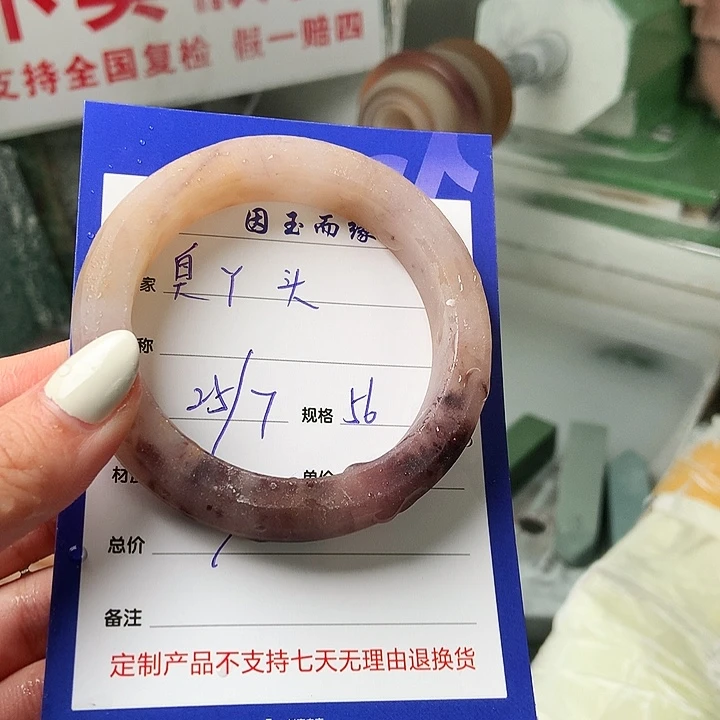 支持全国复检 假一赔四
因玉而缘
家 臭丫头
称
25/7 规格 56
材
总价
备注
定制产品不支持七天无理由退换货